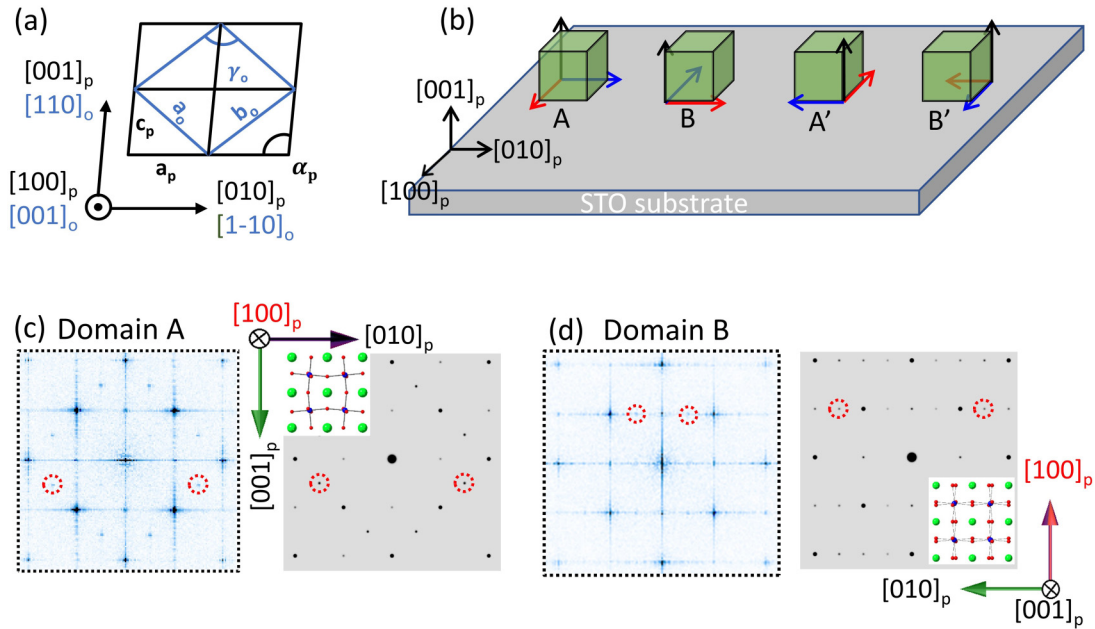 (a)
[001]ₚ
[110]ₒ
γₒ
aₒ
bₒ
cₚ
aₚ
αₚ
[100]ₚ
[001]ₒ
[010]ₚ
[1-10]ₒ
(b)
A
B
A’
B’
[001]ₚ
[010]ₚ
[100]ₚ
STO substrate
(c) Domain A
[100]ₚ
[010]ₚ
[001]ₚ
(d) Domain B
[100]ₚ
[010]ₚ
[001]ₚ